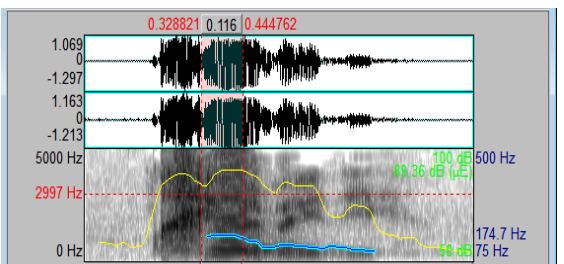 0.328821 0.116 0.444762
1.069
0
-1.297
1.163
0
-1.213
5000 Hz 100 dB 500 Hz
89.36 dB (µE)
2997 Hz
174.7 Hz
0 Hz 50 dB 75 Hz